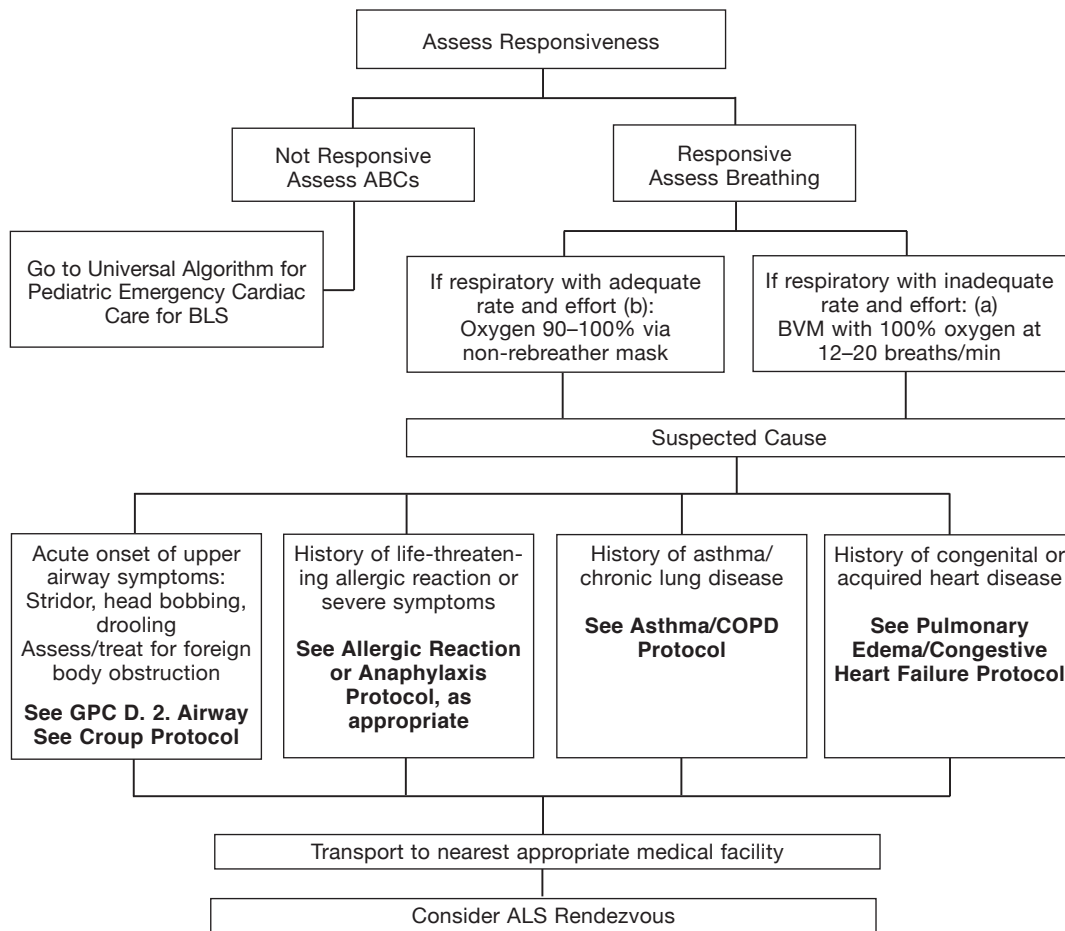 Assess Responsiveness
Not Responsive
Assess ABCs
Responsive
Assess Breathing
Go to Universal Algorithm for
Pediatric Emergency Cardiac
Care for BLS
If respiratory with adequate
rate and effort (b):
Oxygen 90–100% via
non-rebreather mask
If respiratory with inadequate
rate and effort: (a)
BVM with 100% oxygen at
12–20 breaths/min
Suspected Cause
Acute onset of upper
airway symptoms:
Stridor, head bobbing,
drooling
Assess/treat for foreign
body obstruction
See GPC D. 2. Airway
See Croup Protocol
History of life-threaten-
ing allergic reaction or
severe symptoms
See Allergic Reaction
or Anaphylaxis
Protocol, as
appropriate
History of asthma/
chronic lung disease
See Asthma/COPD
Protocol
History of congenital or
acquired heart disease
See Pulmonary
Edema/Congestive
Heart Failure Protocol
Transport to nearest appropriate medical facility
Consider ALS Rendezvous